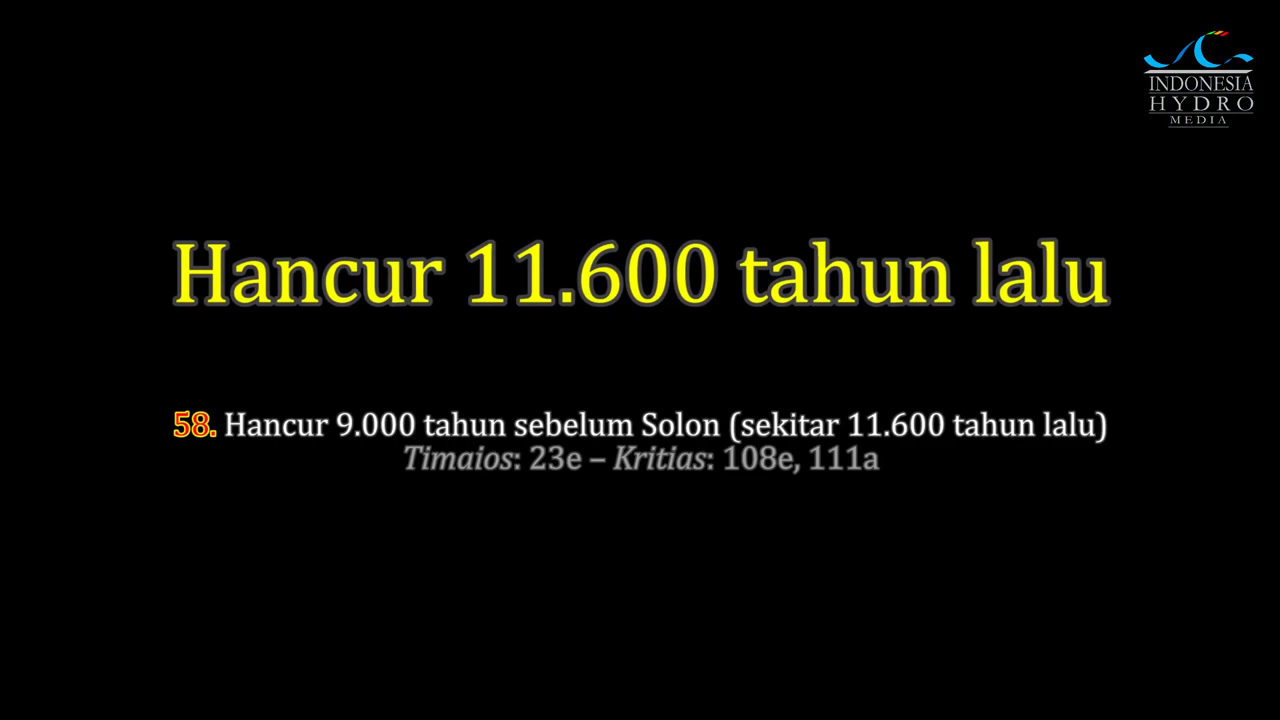 INDONESIA
HYDRO
MEDIA
Hancur 11.600 tahun lalu
58. Hancur 9.000 tahun sebelum Solon (sekitar 11.600 tahun lalu)
Timaios: 23e – Kritias: 108e, 111a